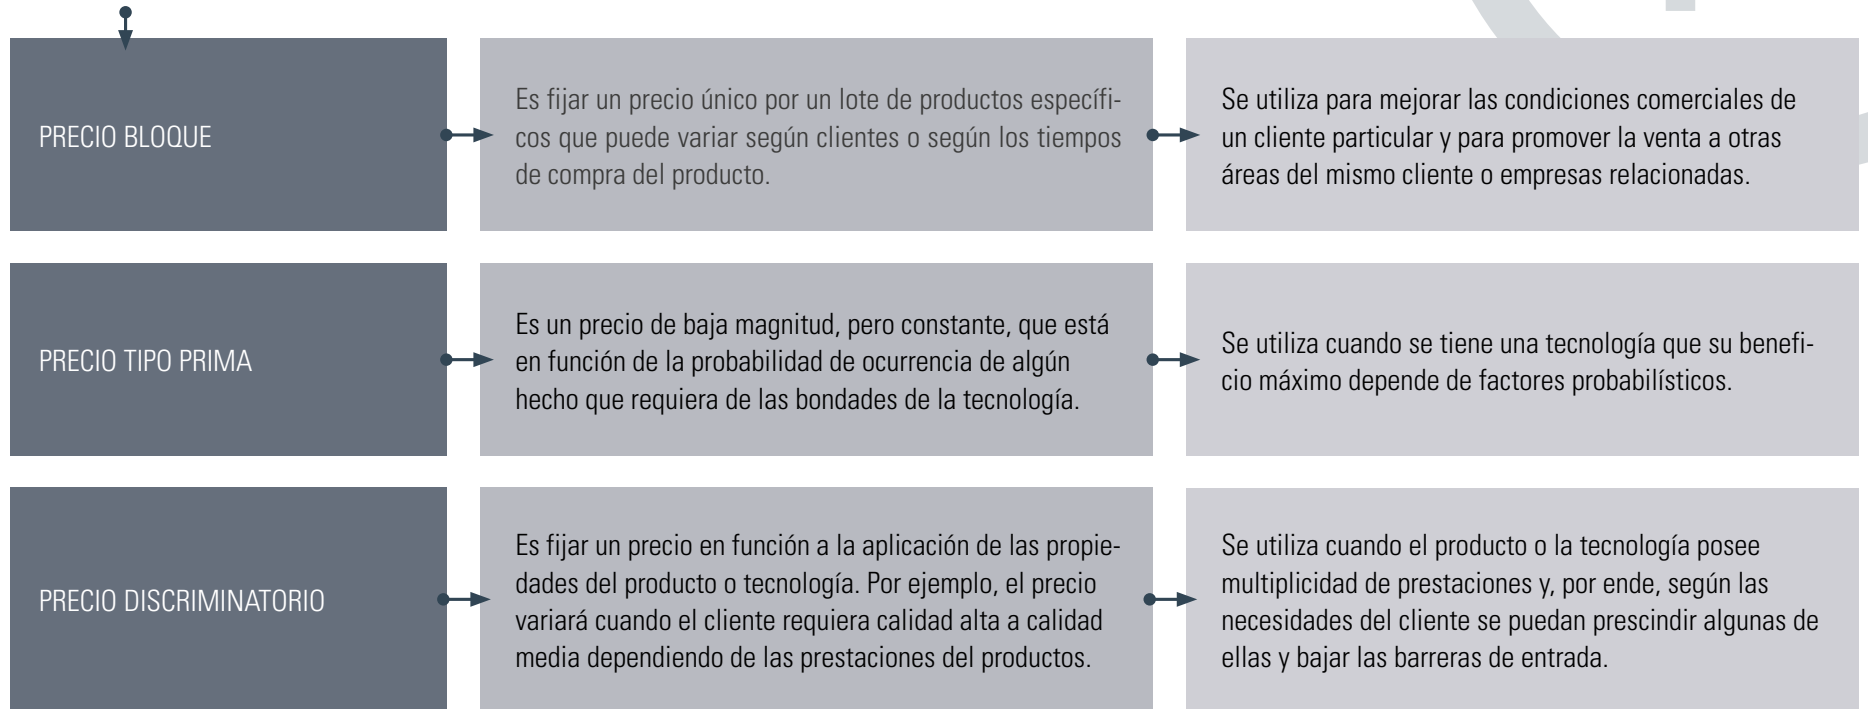 PRECIO BLOQUE
Es fijar un precio único por un lote de productos específi-
cos que puede variar según clientes o según los tiempos
de compra del producto.
Se utiliza para mejorar las condiciones comerciales de
un cliente particular y para promover la venta a otras
áreas del mismo cliente o empresas relacionadas.
PRECIO TIPO PRIMA
Es un precio de baja magnitud, pero constante, que está
en función de la probabilidad de ocurrencia de algún
hecho que requiera de las bondades de la tecnología.
Se utiliza cuando se tiene una tecnología que su benefi-
cio máximo depende de factores probabilísticos.
PRECIO DISCRIMINATORIO
Es fijar un precio en función a la aplicación de las propie-
dades del producto o tecnología. Por ejemplo, el precio
variará cuando el cliente requiera calidad alta a calidad
media dependiendo de las prestaciones del productos.
Se utiliza cuando el producto o la tecnología posee
multiplicidad de prestaciones y, por ende, según las
necesidades del cliente se puedan prescindir algunas de
ellas y bajar las barreras de entrada.